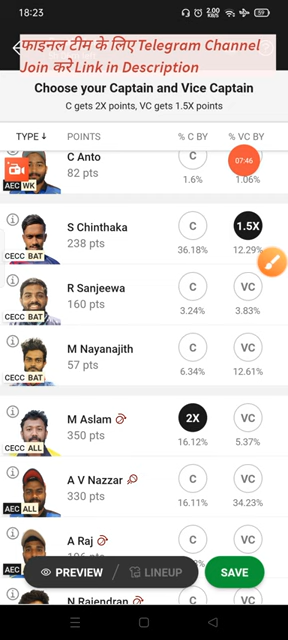 18:23
2.00 KB/S
59
फाइनल टीम के लिए Telegram Channel
Join करे Link in Description
Choose your Captain and Vice Captain
C gets 2X points, VC gets 1.5X points
TYPE ↓ POINTS % C BY % VC BY
C Anto
82 pts
AEC WK
C
1.6%
07:46
1.06%
S Chinthaka
238 pts
CECC BAT
C
36.18%
1.5X
12.29%
R Sanjeewa
160 pts
CECC BAT
C
3.24%
VC
3.83%
M Nayanajith
57 pts
CECC BAT
C
6.34%
VC
12.61%
M Aslam
350 pts
CECC ALL
2X
16.12%
VC
5.37%
A V Nazzar
330 pts
AEC ALL
C
16.11%
VC
34.23%
A Raj
AEC ALL
C
VC
PREVIEW / LINEUP SAVE
N Rajendran